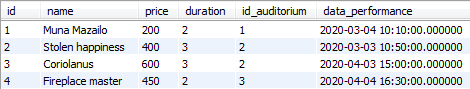 id name price duration id_auditorium data_performance
1 Muna Mazailo 200 2 1 2020-03-04 10:10:00.000000
2 Stolen happiness 400 3 2 2020-03-03 10:50:00.000000
3 Coriolanus 600 3 2 2020-04-03 15:00:00.000000
4 Fireplace master 450 2 3 2020-04-04 16:30:00.000000